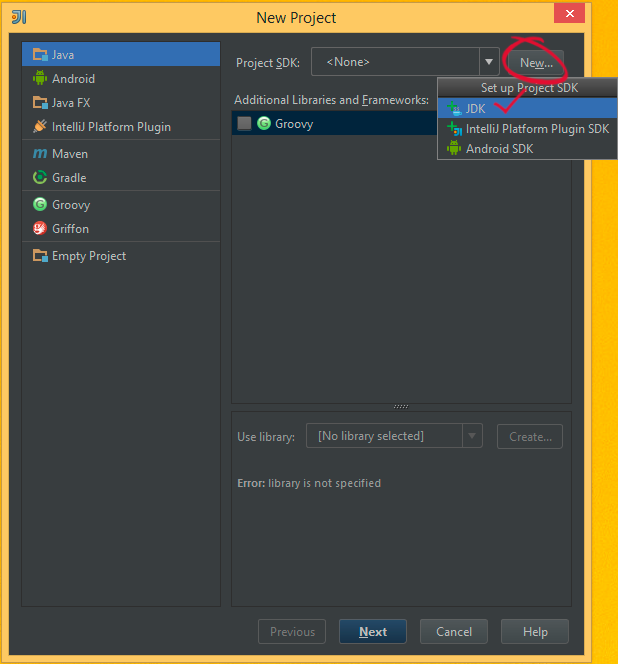 New Project
Java
Android
Java FX
IntelliJ Platform Plugin
Maven
Gradle
Groovy
Griffon
Empty Project
Project SDK: <None> New...
Set up Project SDK
JDK
IntelliJ Platform Plugin SDK
Android SDK
Additional Libraries and Frameworks:
Groovy
Use library: [No library selected] Create...
Error: library is not specified
Previous Next Cancel Help